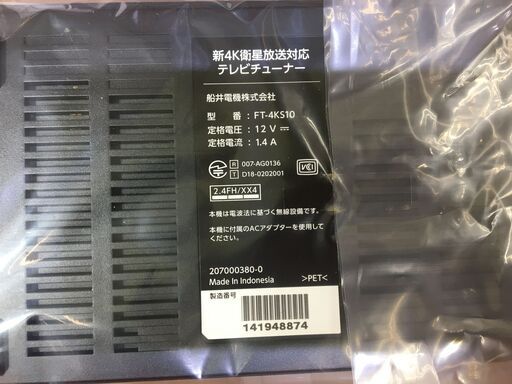 新4K衛星放送対応
テレビチューナー
船井電機株式会社
型 番：FT-4KS10
定格電圧：12 V ⎓
定格電流：1.4 A
R 007-AG0136
T D18-0202001
VCI
2.4FH/XX4
本機は電波法に基づく無線設備です。
本機に付属のACアダプターを使用して
ください。
207000380-0 >PET<
Made In Indonesia
製造番号
141948874